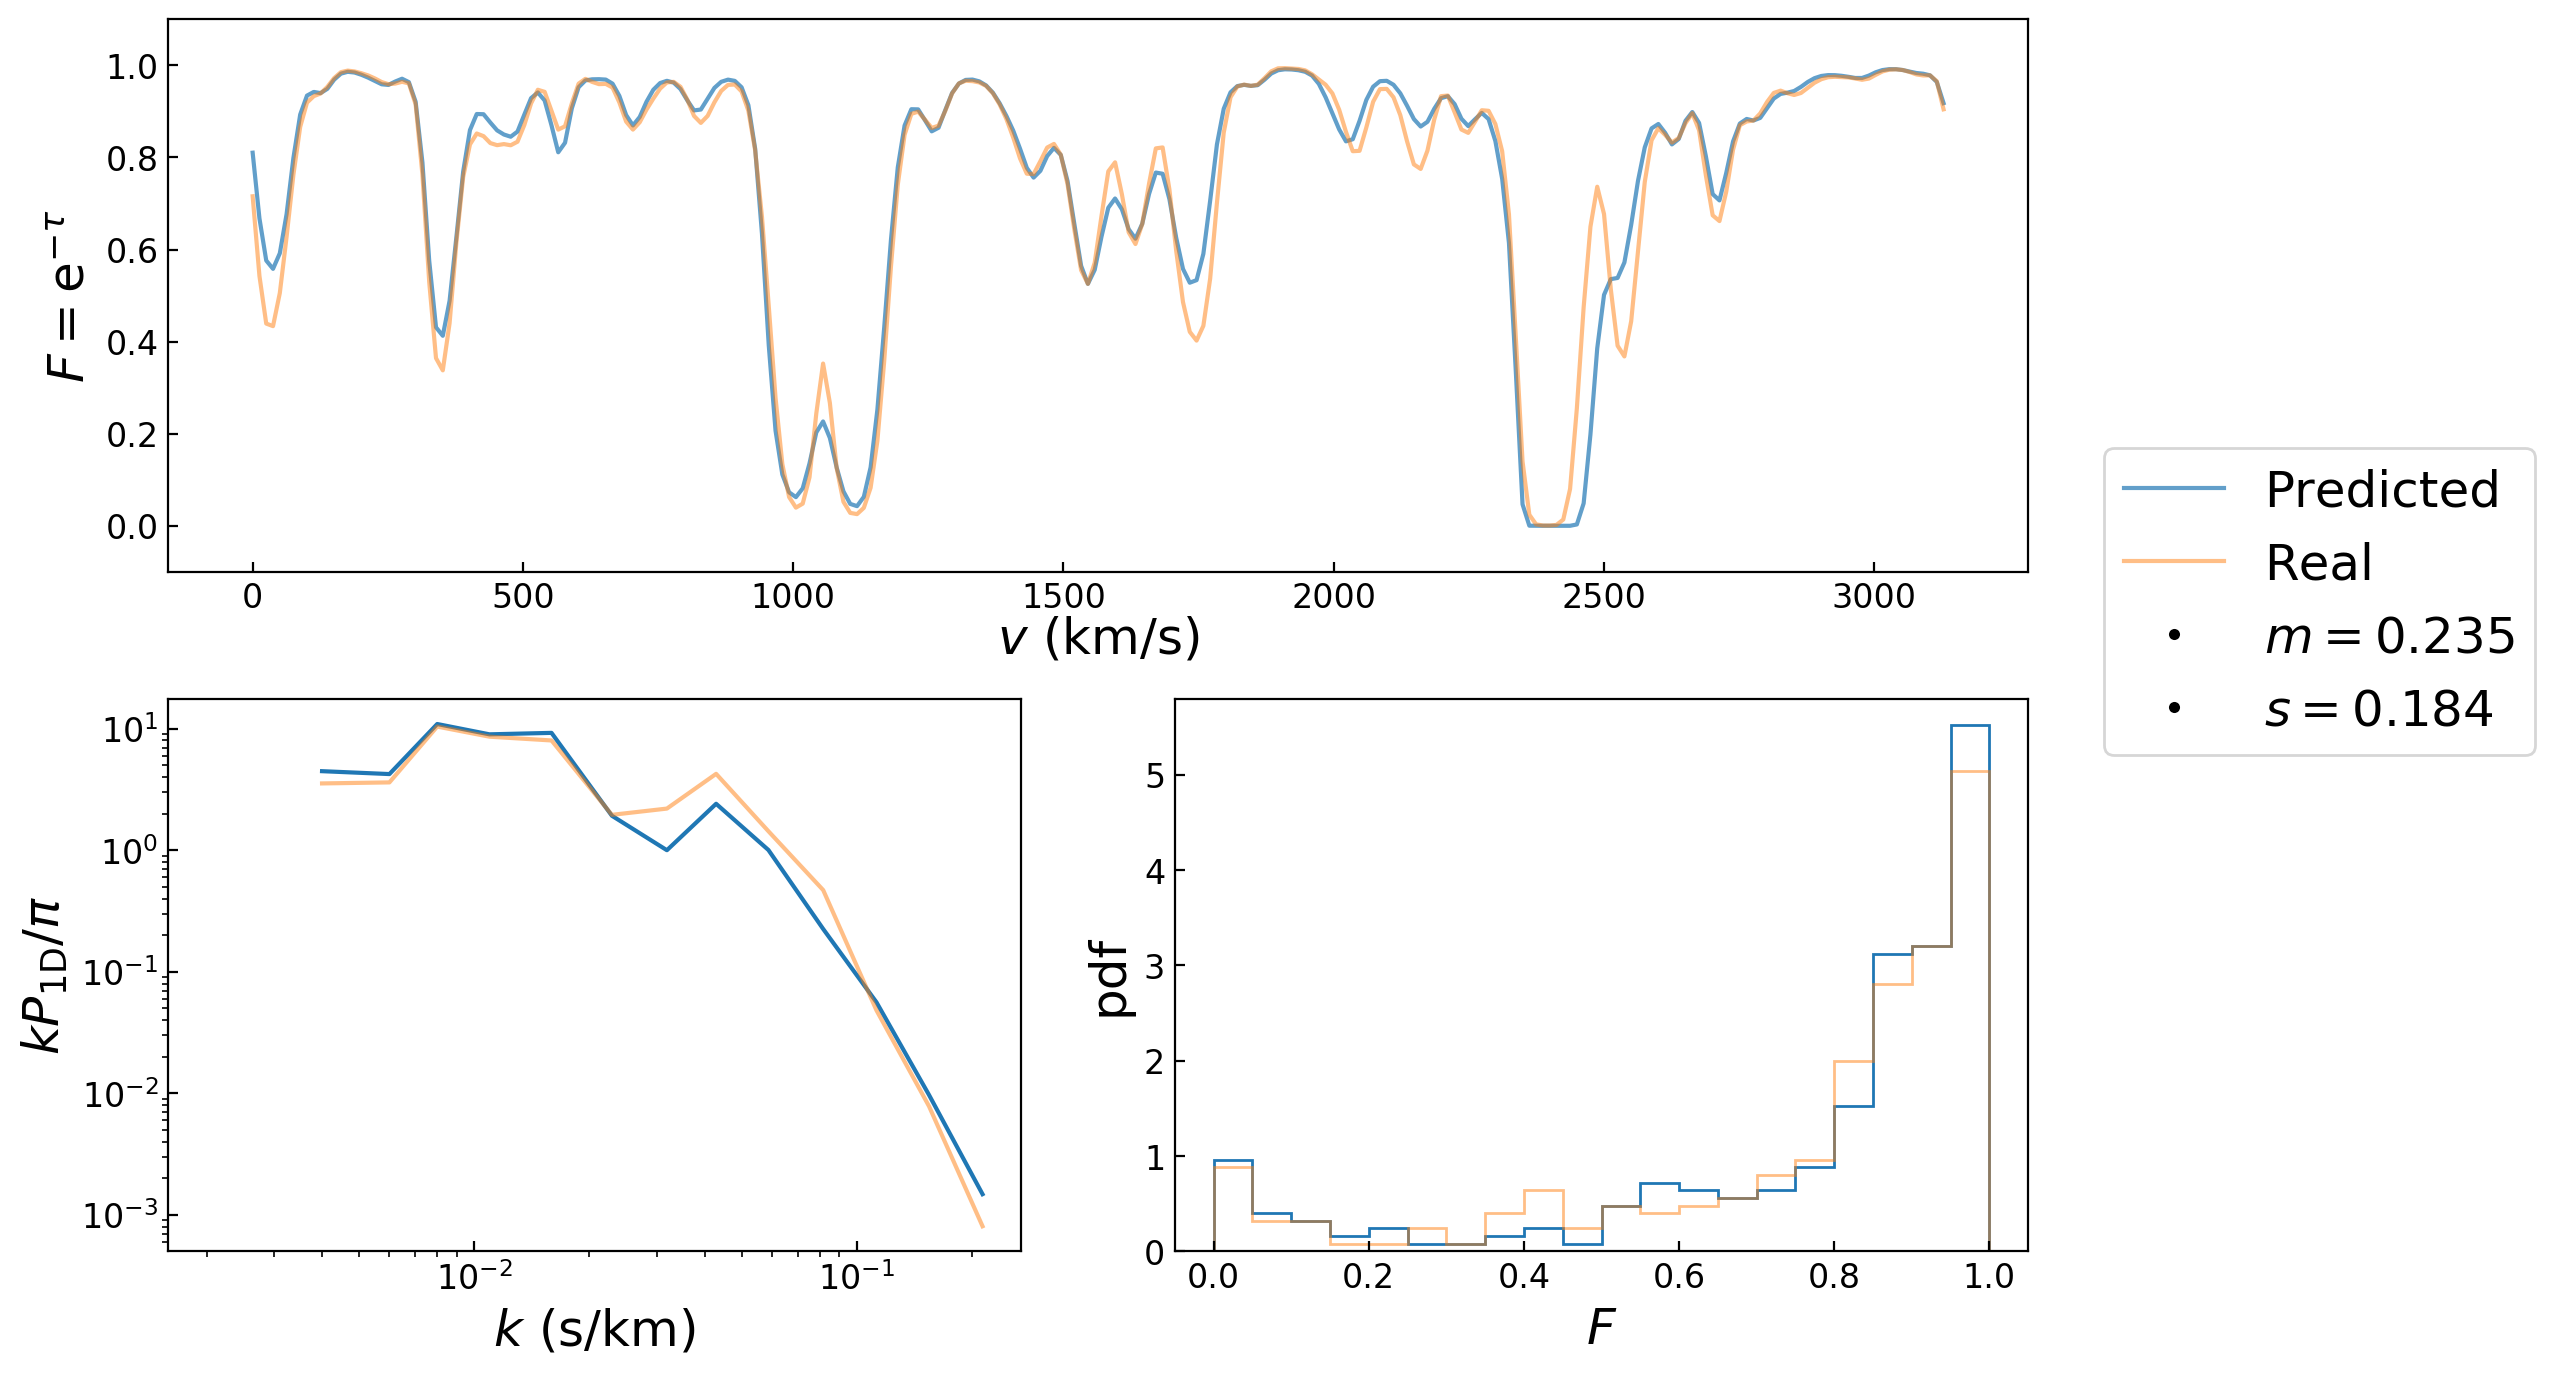 1.0
0.8
0.6
0.4
0.2
0.0
F = e^{−τ}
0 500 1000 1500 2000 2500 3000
v (km/s)
Predicted
Real
m = 0.235
s = 0.184
10^1
10^0
10^{−1}
10^{−2}
10^{−3}
kP_{1D}/π
10^{−2} 10^{−1}
k (s/km)
5
4
3
2
1
0
pdf
0.0 0.2 0.4 0.6 0.8 1.0
F